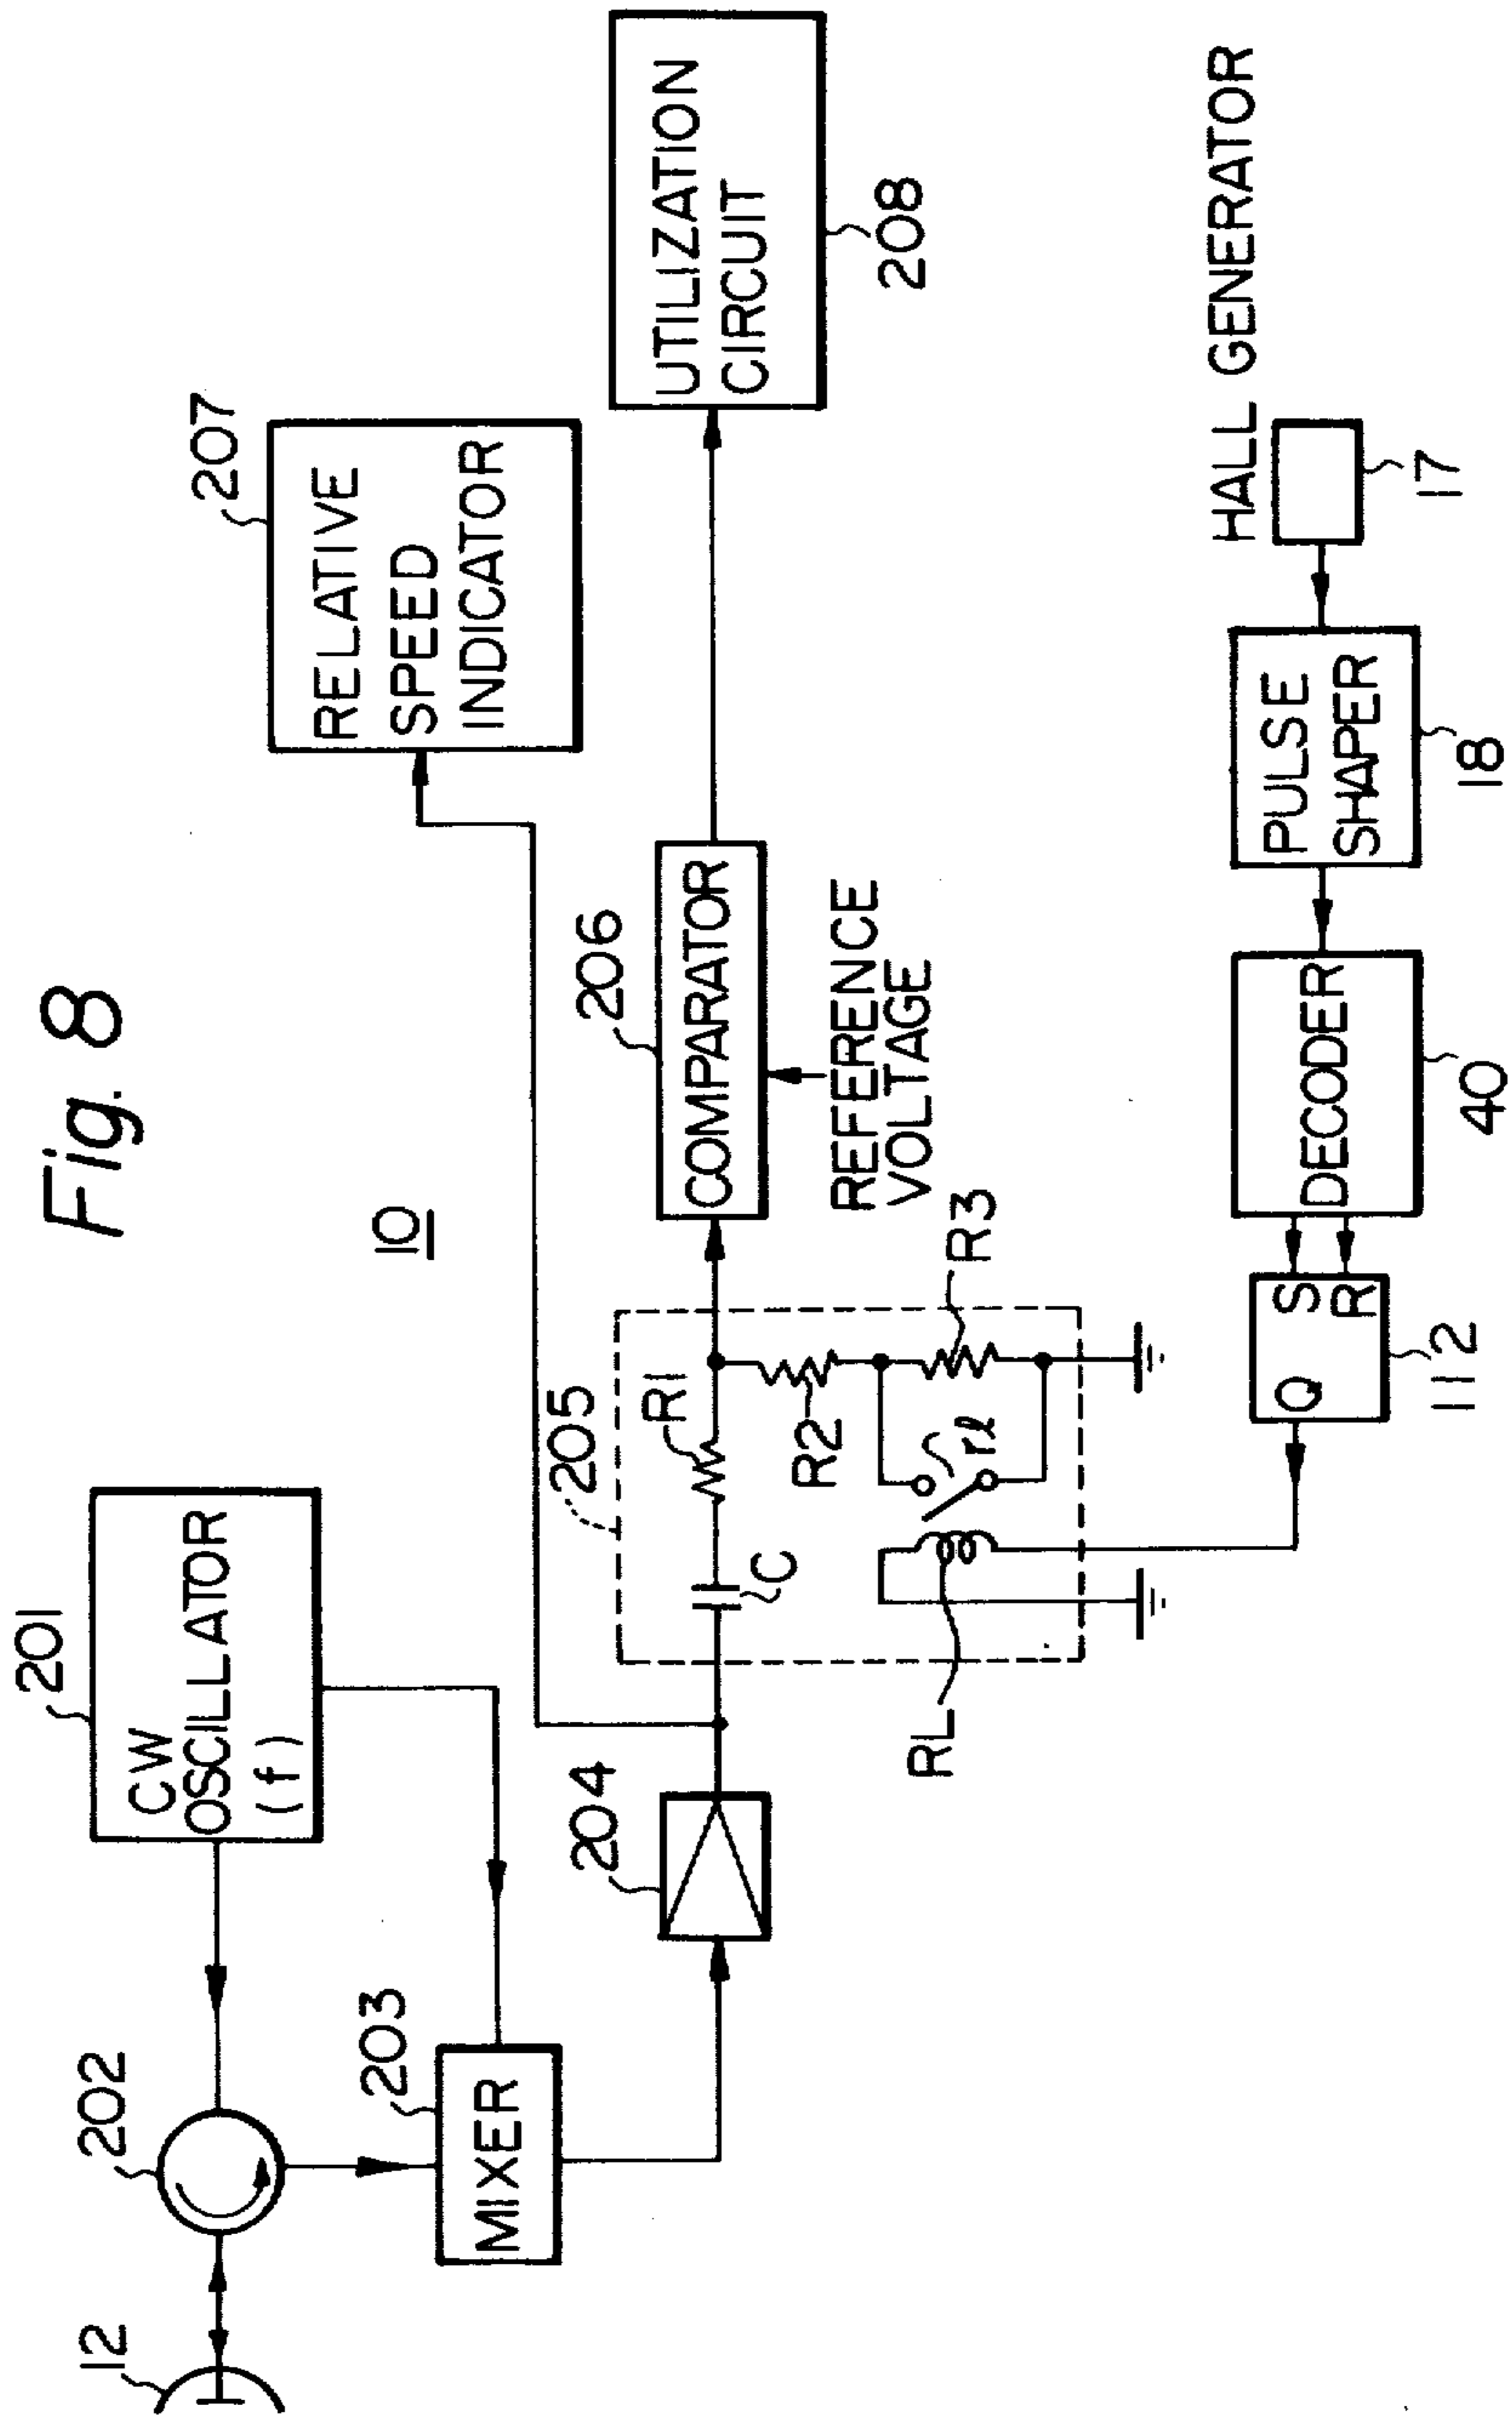 Fig. 8
10
201
CW
OSCILLATOR
(f)
202
12
203
MIXER
204
205
C
R1
R2
R3
rl
RL
206
COMPARATOR
REFERENCE
VOLTAGE
207
RELATIVE
SPEED
INDICATOR
UTILIZATION
CIRCUIT
208
HALL GENERATOR
17
PULSE
SHAPER
18
DECODER
40
S
R
Q
112